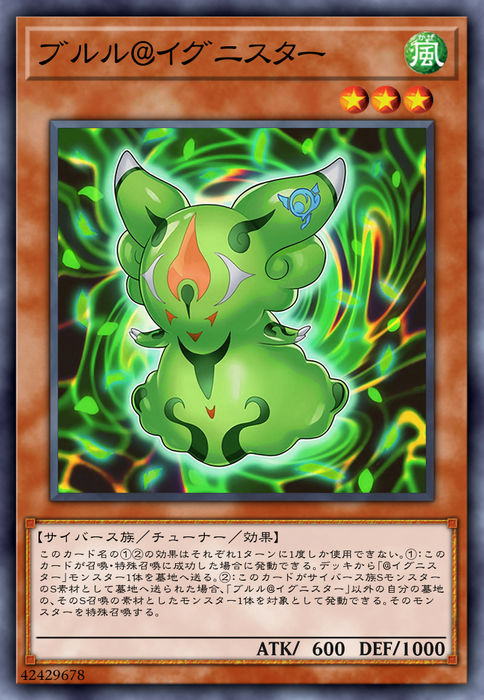 ブルル@イグニスター
かぜ
風
【サイバース族／チューナー／効果】
このカード名の①②の効果はそれぞれ1ターンに1度しか使用できない。①:この
カードが召喚・特殊召喚に成功した場合に発動できる。デッキから「@イグニ
スター」モンスター1体を墓地へ送る。②:このカードがサイバース族Sモンスター
のS素材として墓地へ送られた場合、「ブルル@イグニスター」以外の自分の墓地
の、そのS召喚の素材としたモンスター1体を対象として発動できる。そのモン
スターを特殊召喚する。
ATK/ 600 DEF/1000
42429678